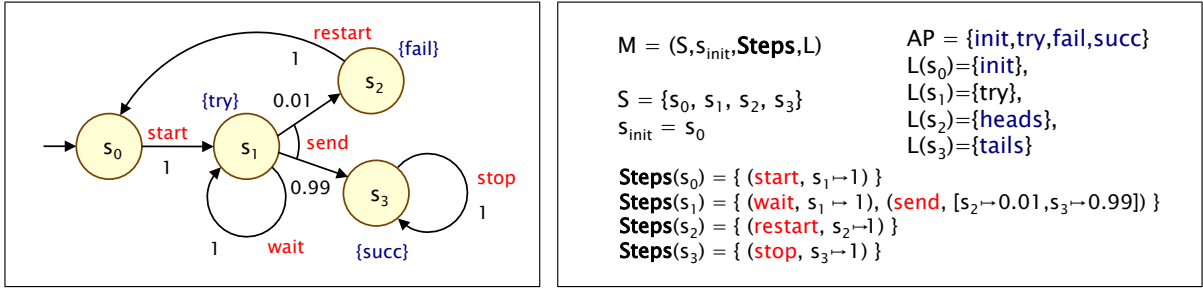 restart
1
{fail}
s2
{try}
0.01
start
send
s0
1
s1
0.99
s3
stop
1
1
wait
{succ}
M = (S,sinit,Steps,L)
S = {s0, s1, s2, s3}
sinit = s0
AP = {init,try,fail,succ}
L(s0)={init},
L(s1)={try},
L(s2)={heads},
L(s3)={tails}
Steps(s0) = { (start, s1↦1) }
Steps(s1) = { (wait, s1 ↦ 1), (send, [s2↦0.01,s3↦0.99]) }
Steps(s2) = { (restart, s2↦1) }
Steps(s3) = { (stop, s3↦1) }